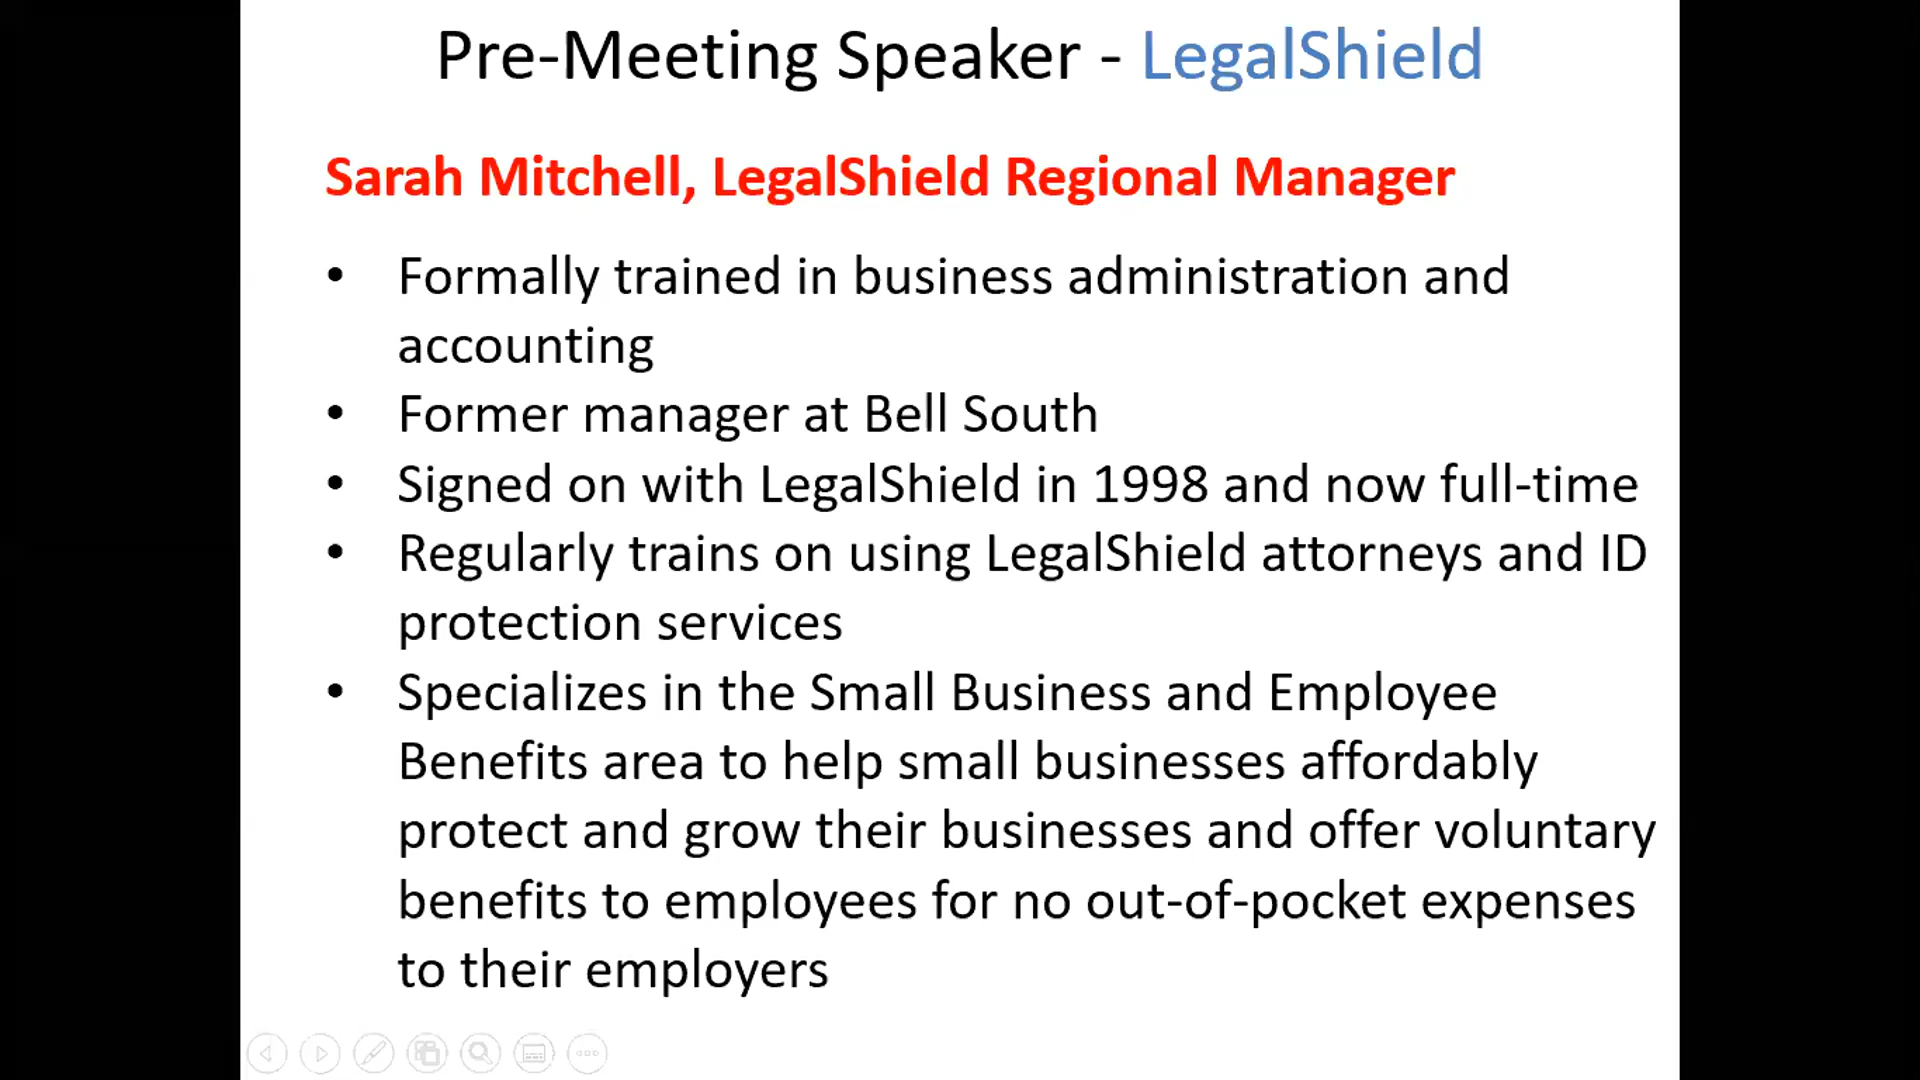 Pre-Meeting Speaker - LegalShield
Sarah Mitchell, LegalShield Regional Manager
• Formally trained in business administration and
accounting
• Former manager at Bell South
• Signed on with LegalShield in 1998 and now full-time
• Regularly trains on using LegalShield attorneys and ID
protection services
• Specializes in the Small Business and Employee
Benefits area to help small businesses affordably
protect and grow their businesses and offer voluntary
benefits to employees for no out-of-pocket expenses
to their employers